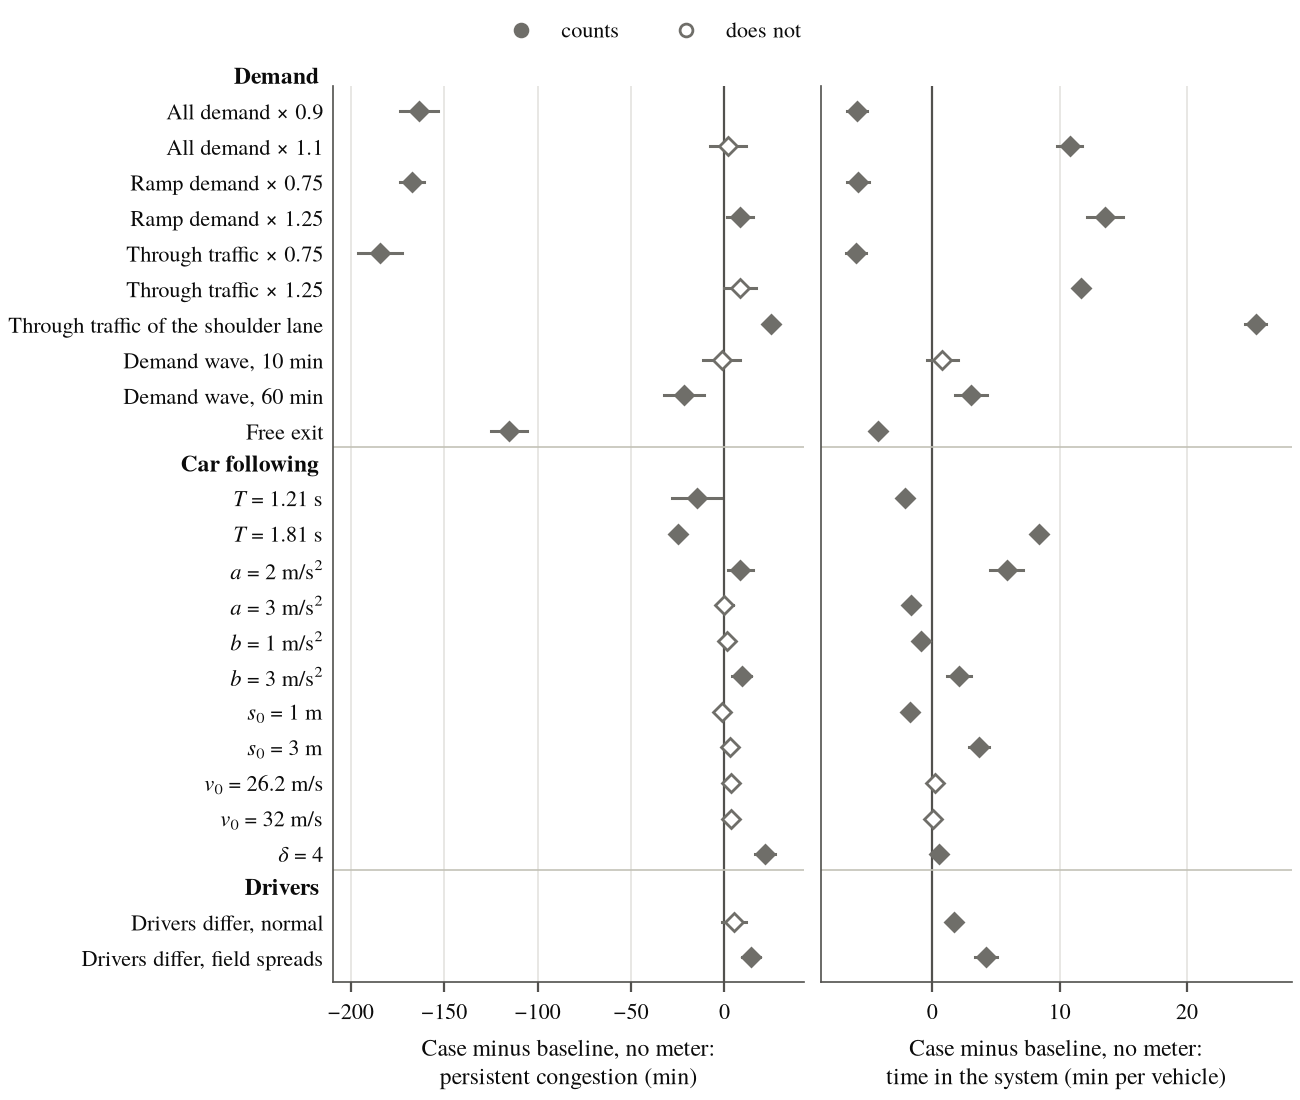 counts
does not
Demand
All demand × 0.9
All demand × 1.1
Ramp demand × 0.75
Ramp demand × 1.25
Through traffic × 0.75
Through traffic × 1.25
Through traffic of the shoulder lane
Demand wave, 10 min
Demand wave, 60 min
Free exit
Car following
T = 1.21 s
T = 1.81 s
a = 2 m/s²
a = 3 m/s²
b = 1 m/s²
b = 3 m/s²
s₀ = 1 m
s₀ = 3 m
v₀ = 26.2 m/s
v₀ = 32 m/s
δ = 4
Drivers
Drivers differ, normal
Drivers differ, field spreads
−200 −150 −100 −50 0
Case minus baseline, no meter:
persistent congestion (min)
0 10 20
Case minus baseline, no meter:
time in the system (min per vehicle)